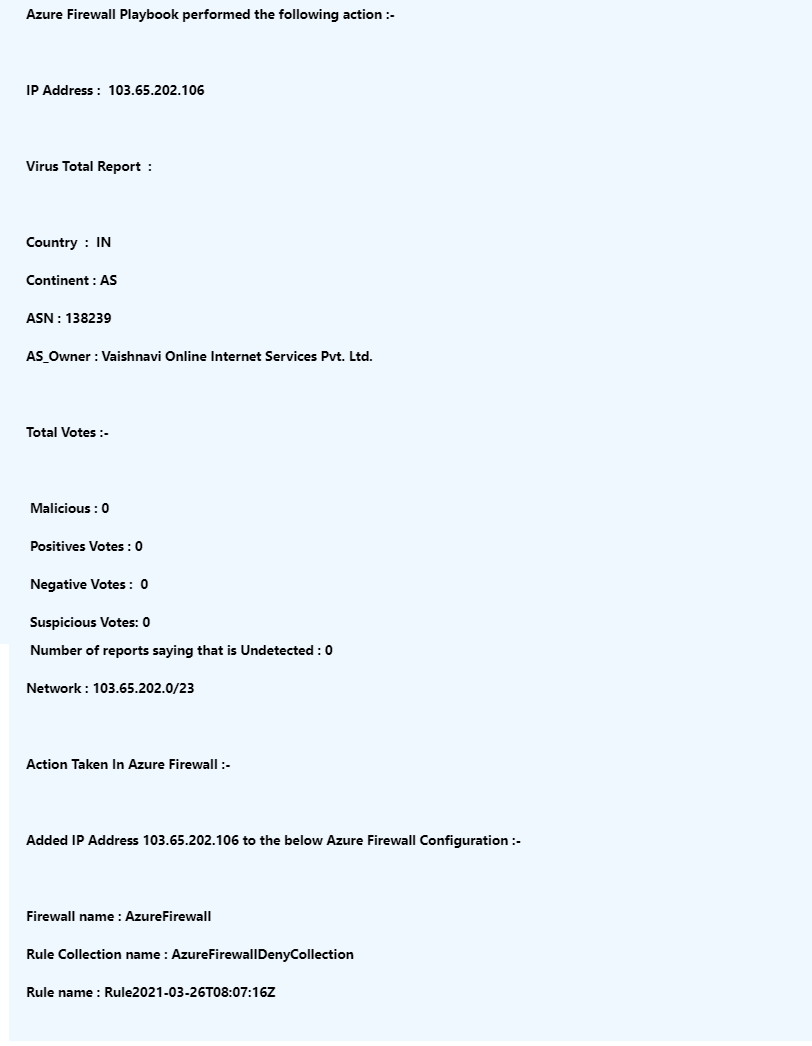 Azure Firewall Playbook performed the following action :-
IP Address :  103.65.202.106
Virus Total Report  :
Country  :  IN
Continent : AS
ASN : 138239
AS_Owner : Vaishnavi Online Internet Services Pvt. Ltd.
Total Votes :-
Malicious : 0
Positives Votes : 0
Negative Votes :  0
Suspicious Votes: 0
Number of reports saying that is Undetected : 0
Network : 103.65.202.0/23
Action Taken In Azure Firewall :-
Added IP Address 103.65.202.106 to the below Azure Firewall Configuration :-
Firewall name : AzureFirewall
Rule Collection name : AzureFirewallDenyCollection
Rule name : Rule2021-03-26T08:07:16Z